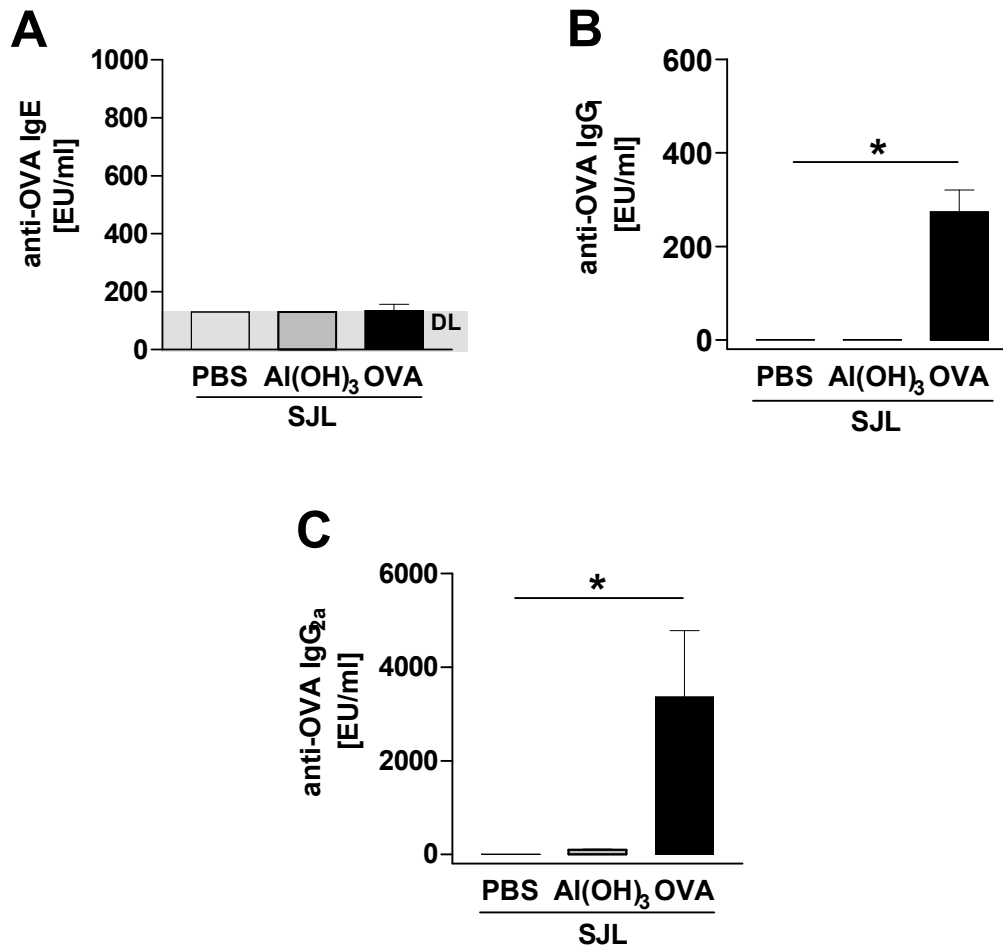 A
anti-OVA IgE
[EU/ml]
1000
800
600
400
200
0
DL
PBS Al(OH)3 OVA
SJL
B
anti-OVA IgG1
[EU/ml]
600
400
200
0
*
PBS Al(OH)3 OVA
SJL
C
anti-OVA IgG2a
[EU/ml]
6000
4000
2000
0
*
PBS Al(OH)3 OVA
SJL